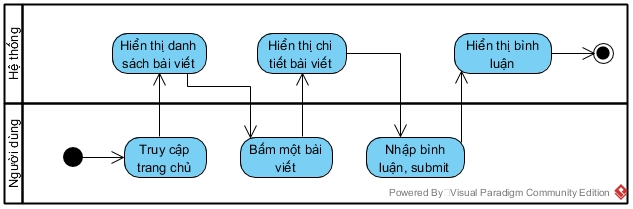 Hệ thống
Hiển thị danh
sách bài viết
Hiển thị chi
tiết bài viết
Hiển thị bình
luận
Người dùng
Truy cập
trang chủ
Bấm một bài
viết
Nhập bình
luận, submit
Powered By Visual Paradigm Community Edition